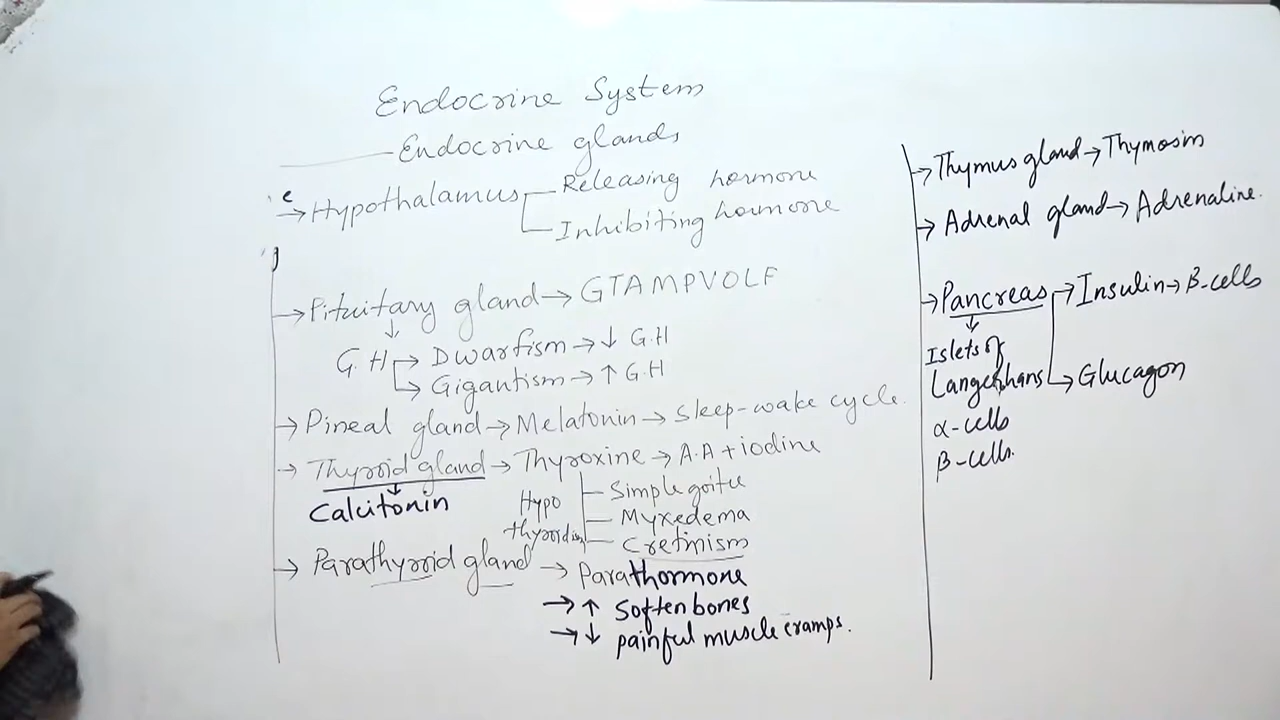 Endocrine System
Endocrine glands
→Hypothalamus Releasing hormone
Inhibiting hormone
→Pituitary gland→GTAMPVOLF
↓
G.H → Dwarfism→↓ G.H
→ Gigantism→↑ G.H
→Pineal gland→Melatonin→Sleep-wake cycle.
→ Thyroid gland→Thyroxine→A.A+iodine
↓
Calcitonin
Hypo
thyroidism
Simple goitre
Myxedema
Cretinism
→ Parathyroid gland → Parathormone
→↑ Soften bones
→↓ painful muscle cramps.
→Thymus gland→Thymosin
→ Adrenal gland→Adrenaline.
→Pancreas→Insulin→β-cells
↓
Islets of
Langerhans→Glucagon
α-cells
β-cells.